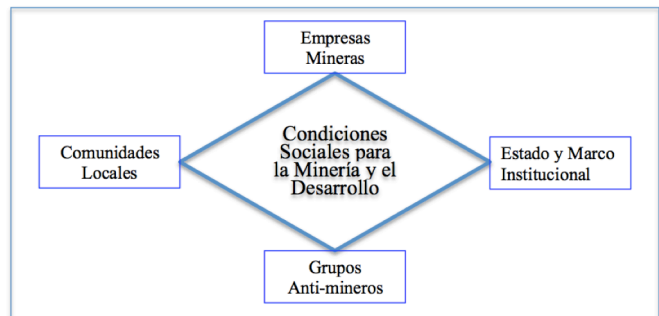 Empresas
Mineras
Condiciones
Sociales para
la Minería y el
Desarrollo
Comunidades
Locales
Estado y Marco
Institucional
Grupos
Anti-mineros